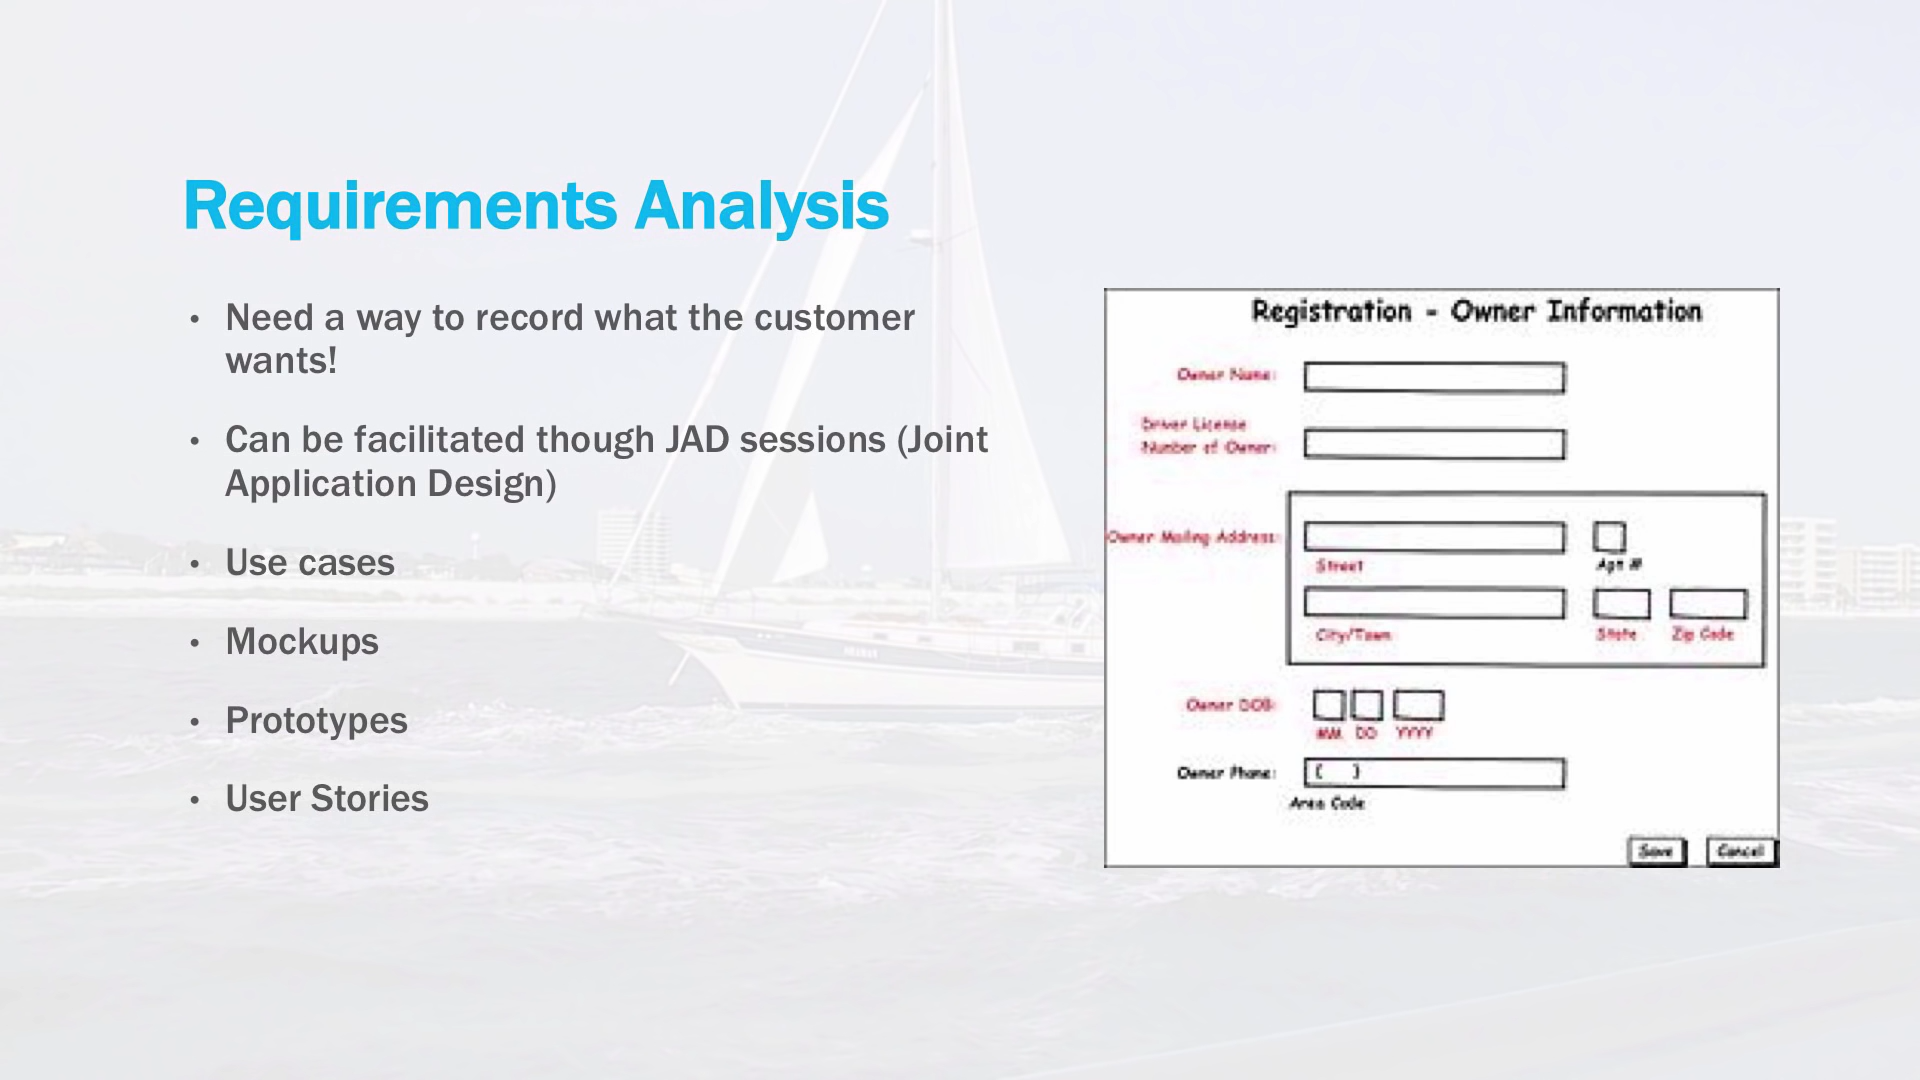 Requirements Analysis
• Need a way to record what the customer
wants!
• Can be facilitated though JAD sessions (Joint
Application Design)
• Use cases
• Mockups
• Prototypes
• User Stories
Registration - Owner Information
Owner Name:
Driver License
Number of Owner:
Owner Mailing Address:
Street
Apt #
City/Town
State
Zip Code
Owner DOB:
MM DD YYYY
Owner Phone:
( )
Area Code
Save
Cancel